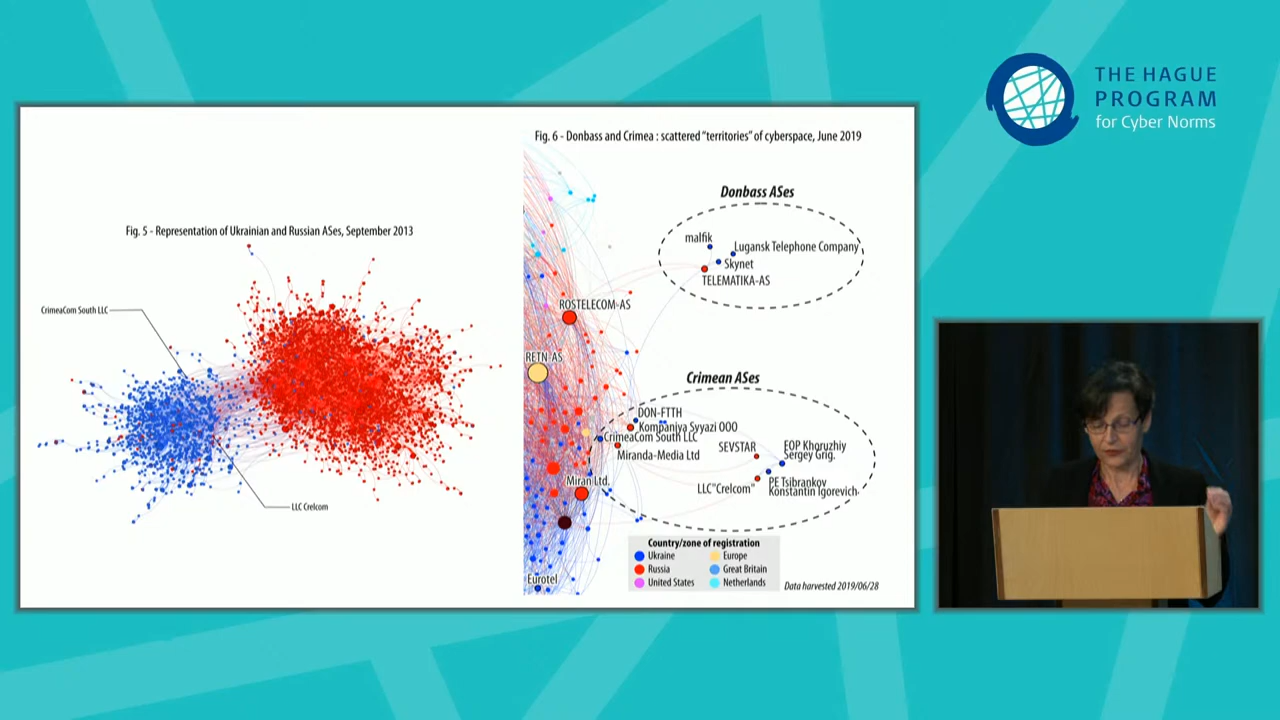 THE HAGUE
PROGRAM
for Cyber Norms
Fig. 5 - Representation of Ukrainian and Russian ASes, September 2013
CrimeaCom South LLC
LLC Crelcom
Fig. 6 - Donbass and Crimea : scattered "territories" of cyberspace, June 2019
Donbass ASes
malfik
Lugansk Telephone Company
Skynet
TELEMATIKA-AS
ROSTELECOM-AS
RETN-AS
Crimean ASes
DON-FTTH
Kompaniya Svyazi OOO
CrimeaCom South LLC
Miranda-Media Ltd
SEVSTAR
FOP Khoruzhiy
Sergey Grig.
Miran Ltd.
LLC"Crelcom"
PE Tsibrankov
Konstantin Igorevich
Eurotel
Country/zone of registration
Ukraine
Europe
Russia
Great Britain
United States
Netherlands
Data harvested 2019/06/28